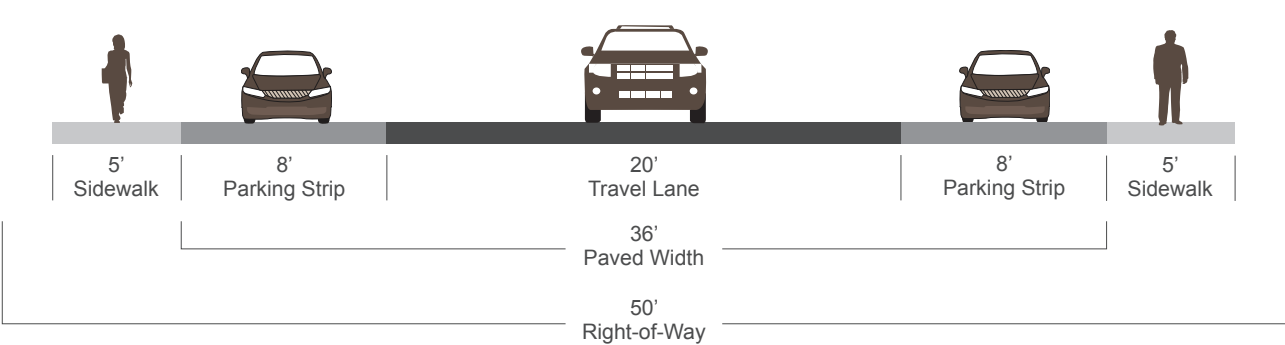 5’
Sidewalk
8’
Parking Strip
20’
Travel Lane
8’
Parking Strip
5’
Sidewalk
36’
Paved Width
50’
Right-of-Way